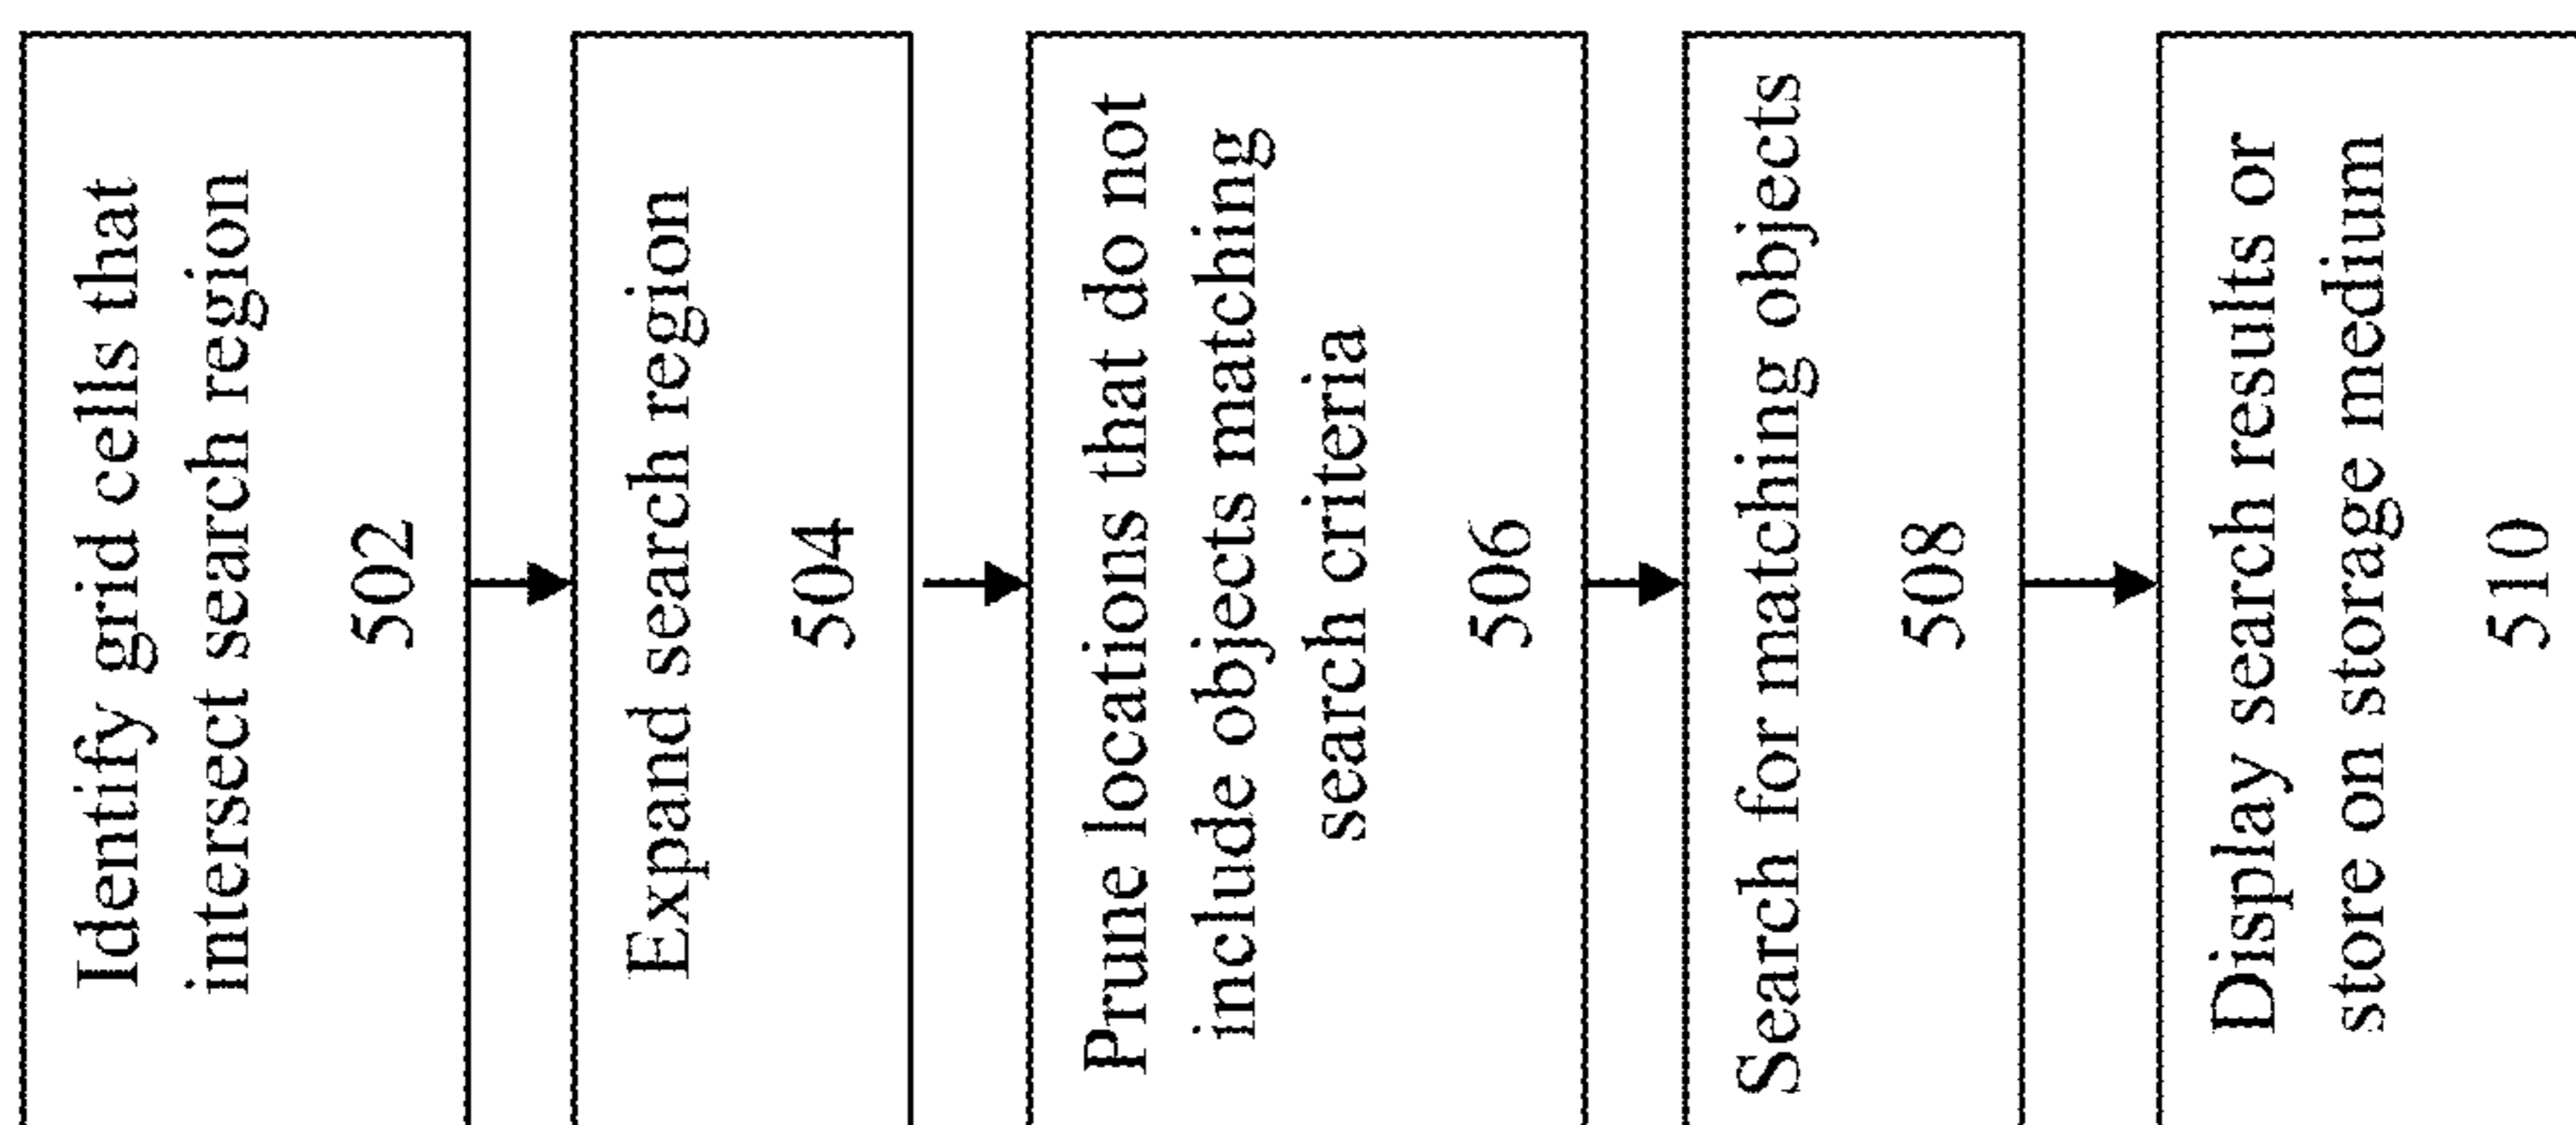 Identify grid cells that
intersect search region
502
Expand search region
504
Prune locations that do not
include objects matching
search criteria
506
Search for matching objects
508
Display search results or
store on storage medium
510